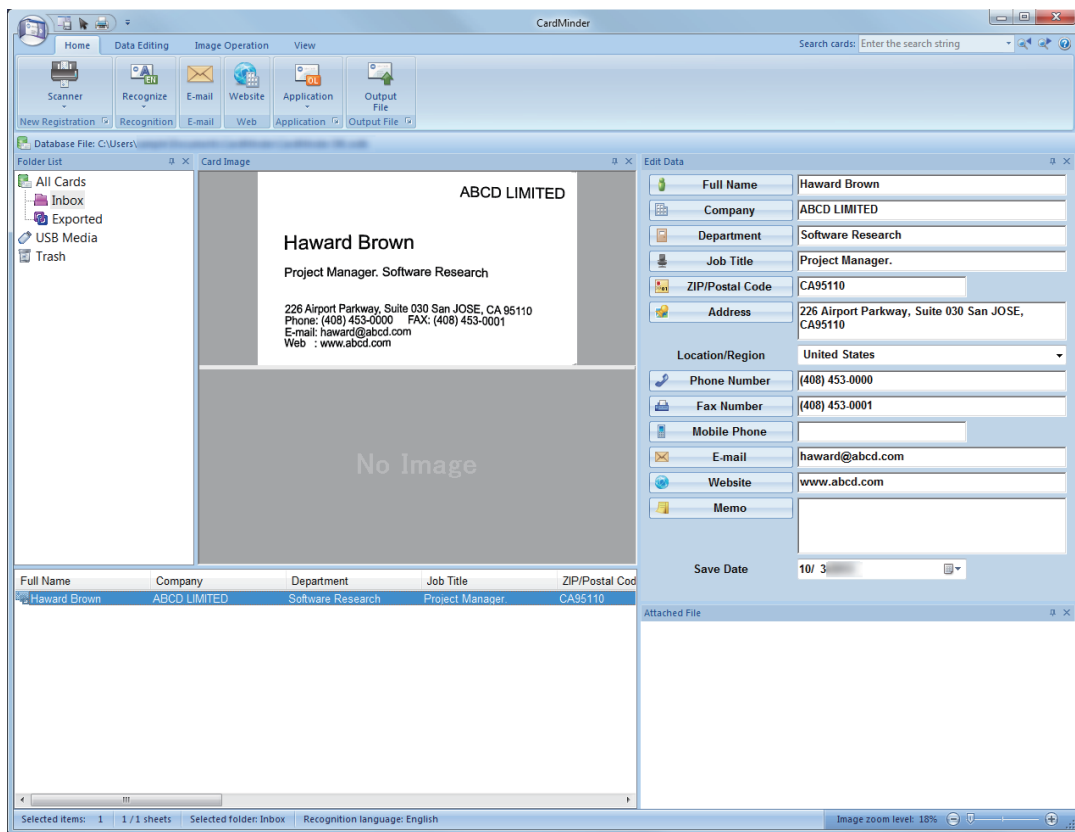 CardMinder
Home Data Editing Image Operation View
Search cards: Enter the search string
Scanner Recognize E-mail Website Application Output File
EN
OL
New Registration Recognition E-mail Web Application Output File
Database File: C:\Users\
Folder List
Card Image
Edit Data
All Cards
Inbox
Exported
USB Media
Trash
ABCD LIMITED
Haward Brown
Project Manager. Software Research
226 Airport Parkway, Suite 030 San JOSE, CA 95110
Phone: (408) 453-0000 FAX: (408) 453-0001
E-mail: haward@abcd.com
Web : www.abcd.com
No Image
Full Name Haward Brown
Company ABCD LIMITED
Department Software Research
Job Title Project Manager.
ZIP/Postal Code CA95110
Address 226 Airport Parkway, Suite 030 San JOSE,
CA95110
Location/Region United States
Phone Number (408) 453-0000
Fax Number (408) 453-0001
Mobile Phone
E-mail haward@abcd.com
Website www.abcd.com
Memo
Save Date 10/ 3
Full Name Company Department Job Title ZIP/Postal Cod
Haward Brown ABCD LIMITED Software Research Project Manager. CA95110
Attached File
Selected items: 1 1 / 1 sheets Selected folder: Inbox Recognition language: English
Image zoom level: 18%